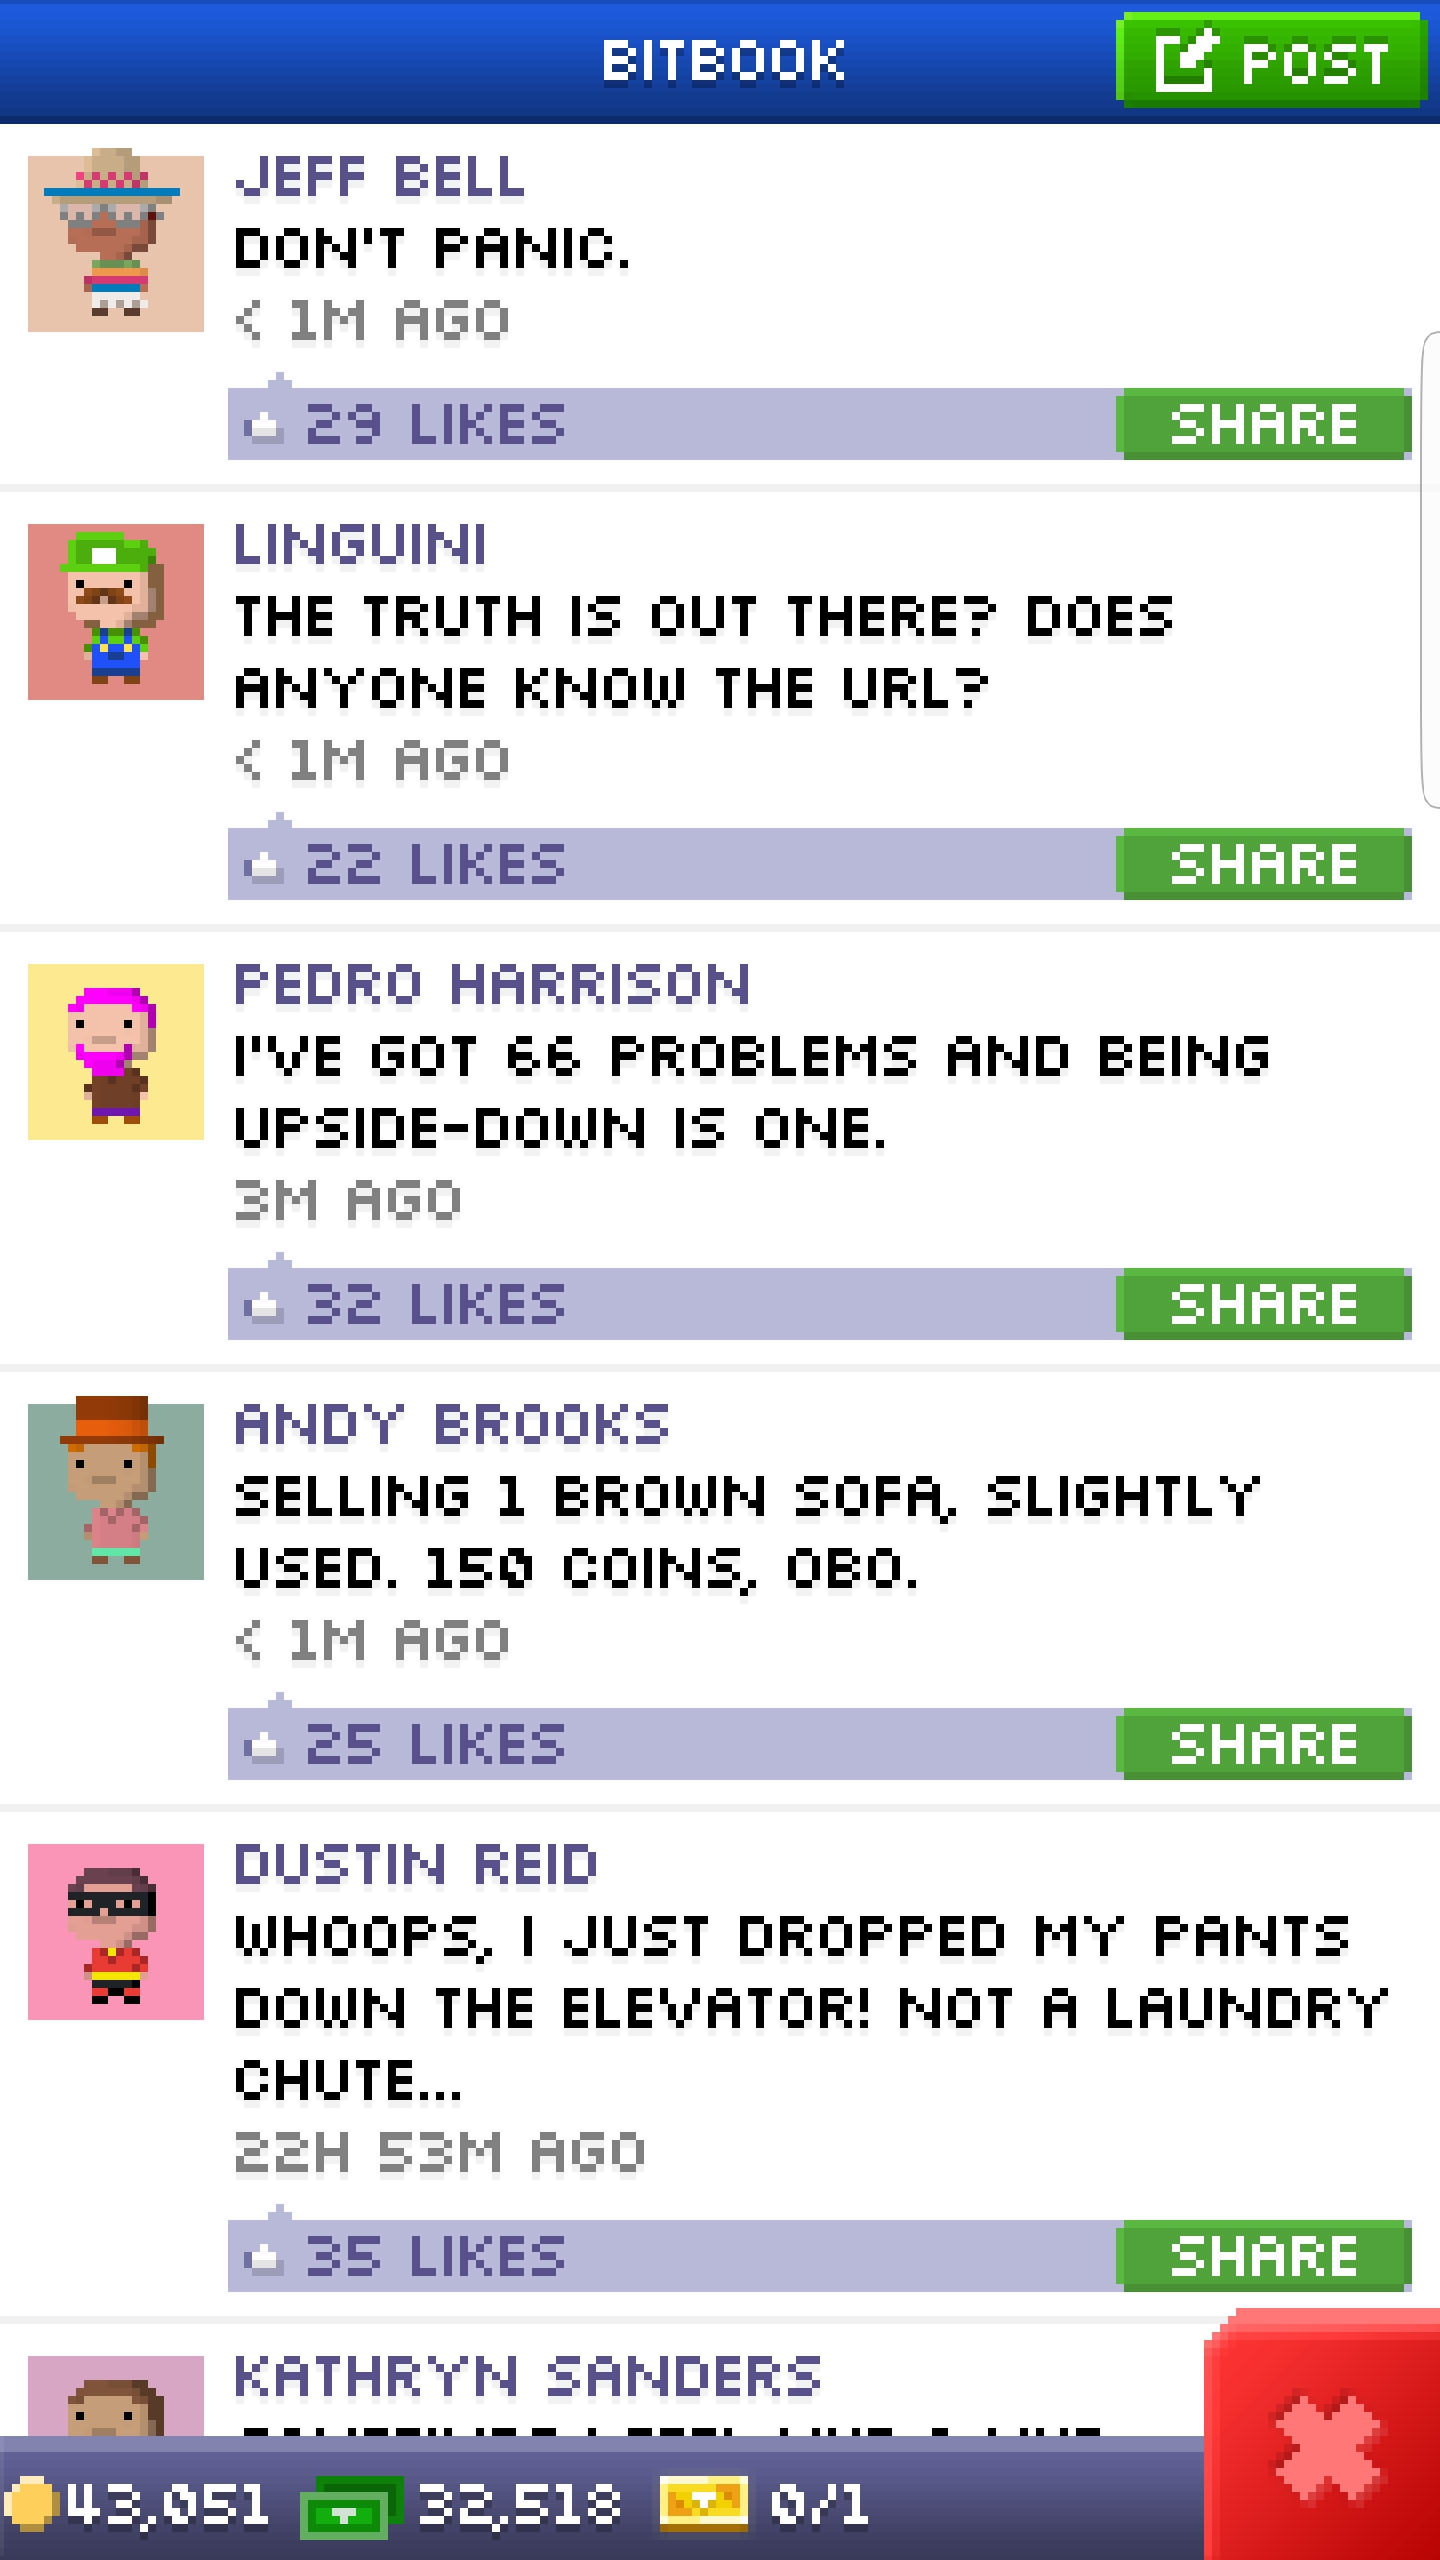 BITBOOK
POST
JEFF BELL
DON'T PANIC.
< 1M AGO
29 LIKES
SHARE
LINGUINI
THE TRUTH IS OUT THERE? DOES
ANYONE KNOW THE URL?
< 1M AGO
22 LIKES
SHARE
PEDRO HARRISON
I'VE GOT 66 PROBLEMS AND BEING
UPSIDE-DOWN IS ONE.
3M AGO
32 LIKES
SHARE
ANDY BROOKS
SELLING 1 BROWN SOFA, SLIGHTLY
USED. 150 COINS, OBO.
< 1M AGO
25 LIKES
SHARE
DUSTIN REID
WHOOPS, I JUST DROPPED MY PANTS
DOWN THE ELEVATOR! NOT A LAUNDRY
CHUTE...
22H 53M AGO
35 LIKES
SHARE
KATHRYN SANDERS
43,051
32,518
0/1